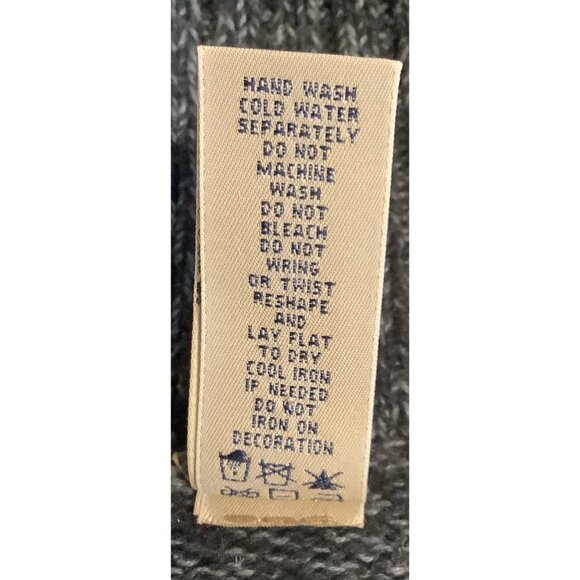 HAND WASH
COLD WATER
SEPARATELY
DO NOT
MACHINE
WASH
DO NOT
BLEACH
DO NOT
WRING
OR TWIST
RESHAPE
AND
LAY FLAT
TO DRY
COOL IRON
IF NEEDED
DO NOT
IRON ON
DECORATION